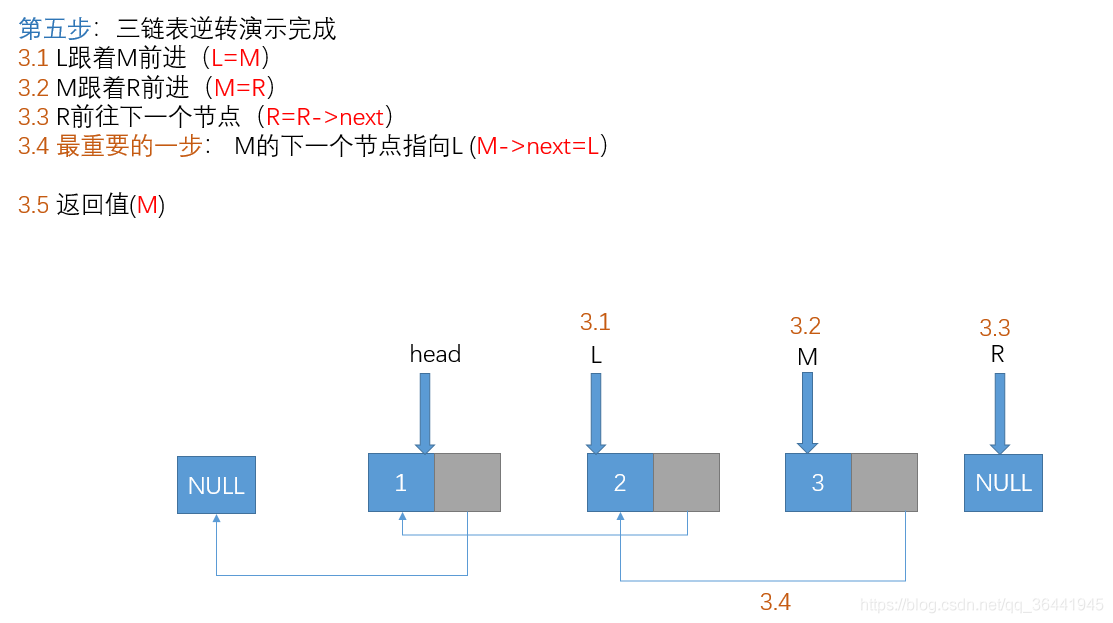 第五步：三链表逆转演示完成
3.1 L跟着M前进（L=M）
3.2 M跟着R前进（M=R）
3.3 R前往下一个节点（R=R->next）
3.4 最重要的一步： M的下一个节点指向L (M->next=L）
3.5 返回值(M)
3.1
3.2
3.3
head
L
M
R
NULL
1
2
3
NULL
3.4
https://blog.csdn.net/qq_36441945